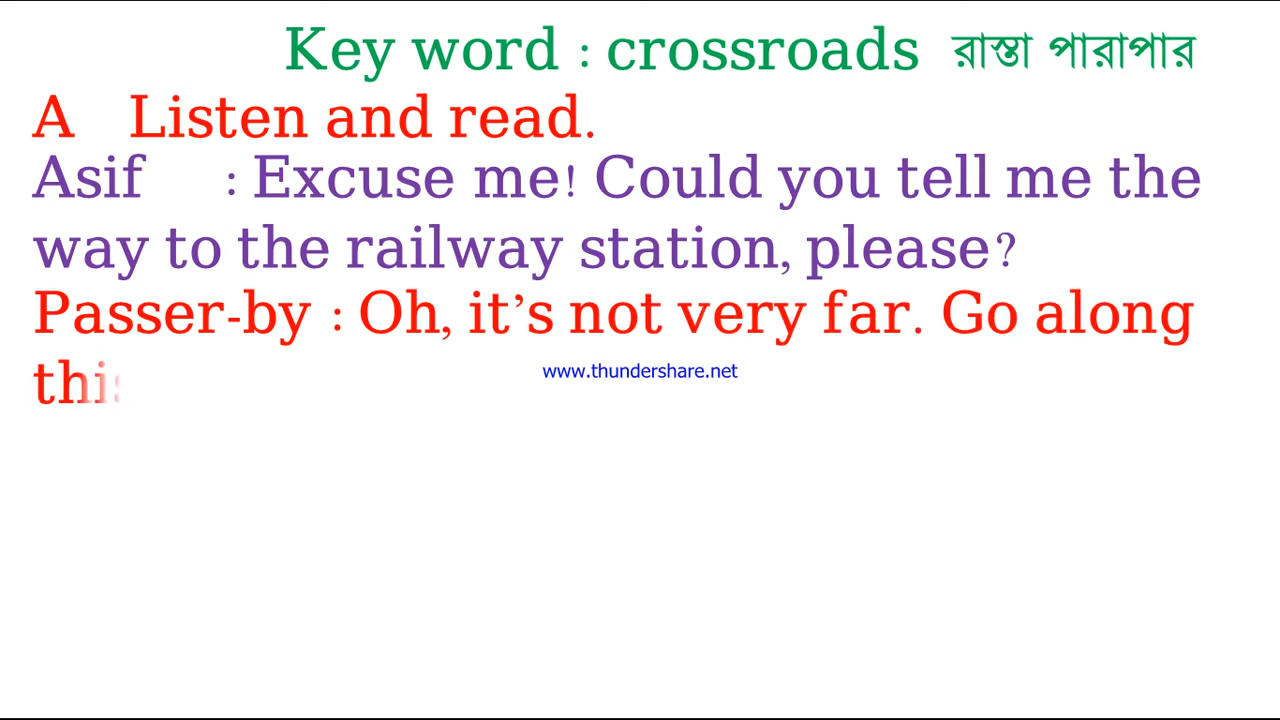 Key word : crossroads রাস্তা পারাপার
A Listen and read.
Asif : Excuse me! Could you tell me the
way to the railway station, please?
Passer-by : Oh, it’s not very far. Go along
this
www.thundershare.net